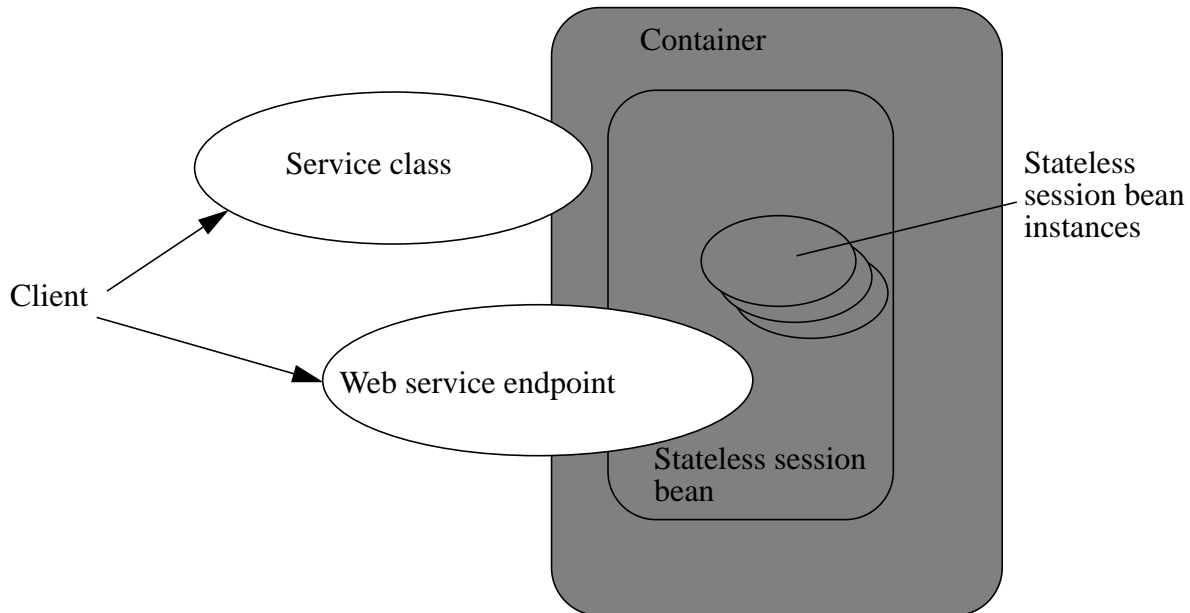 Container
Service class
Stateless
session bean
instances
Client
Web service endpoint
Stateless session
bean